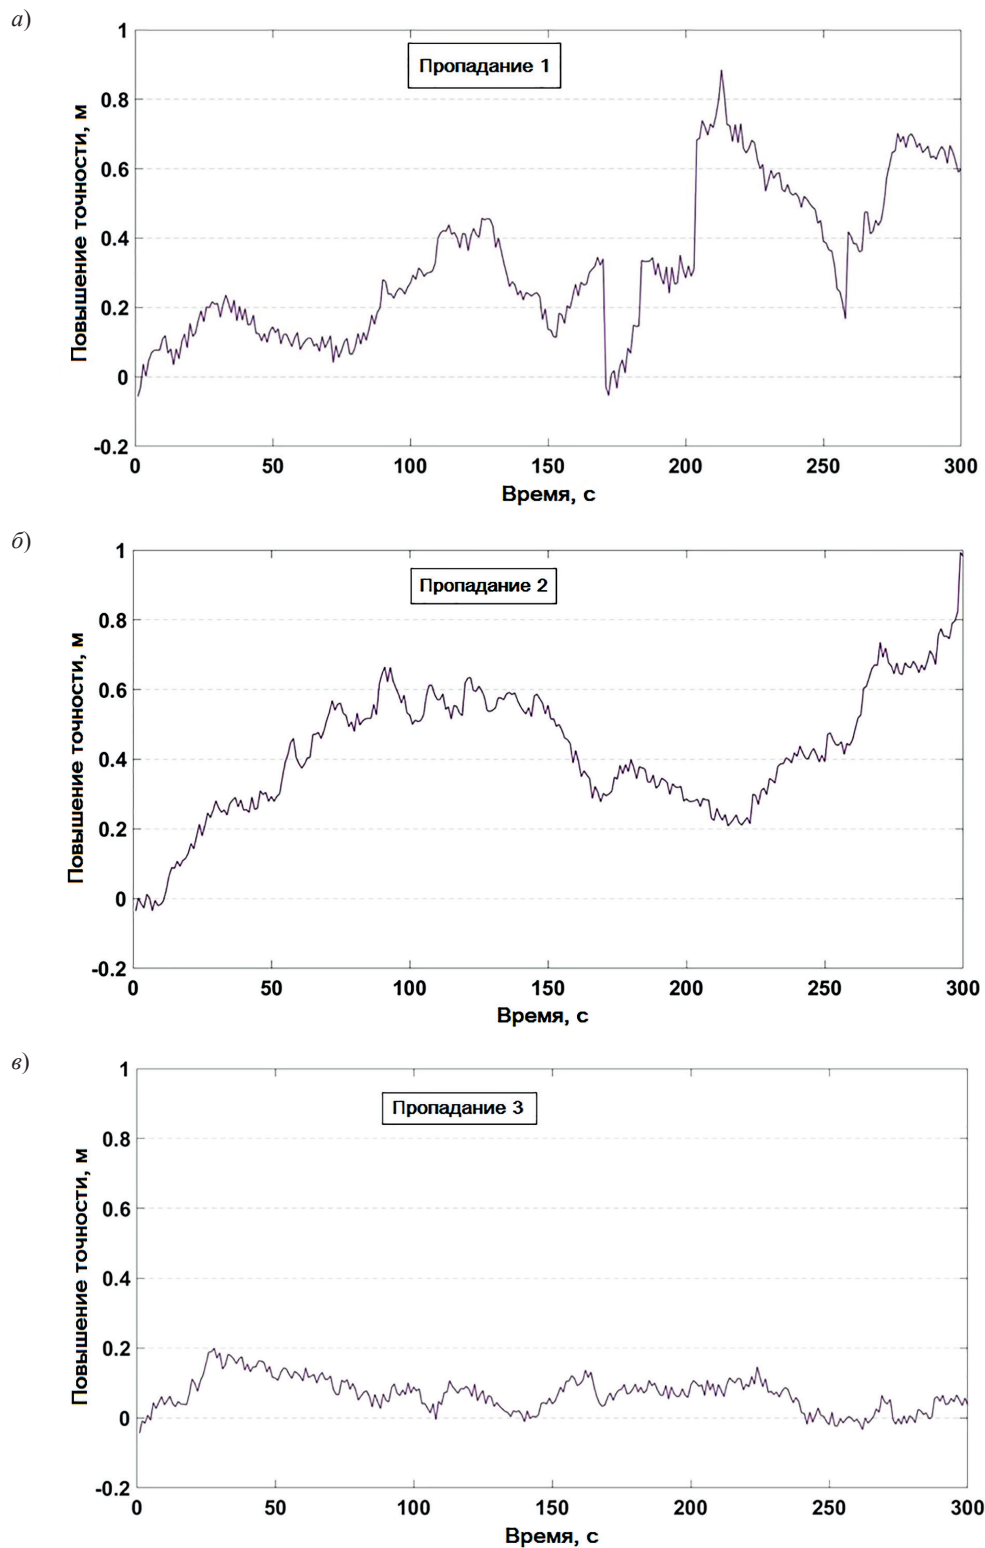 а)
Пропадание 1
Повышение точности, м
1
0.8
0.6
0.4
0.2
0
-0.2
0 50 100 150 200 250 300
Время, с
б)
Пропадание 2
Повышение точности, м
1
0.8
0.6
0.4
0.2
0
-0.2
0 50 100 150 200 250 300
Время, с
в)
Пропадание 3
Повышение точности, м
1
0.8
0.6
0.4
0.2
0
-0.2
0 50 100 150 200 250 300
Время, с